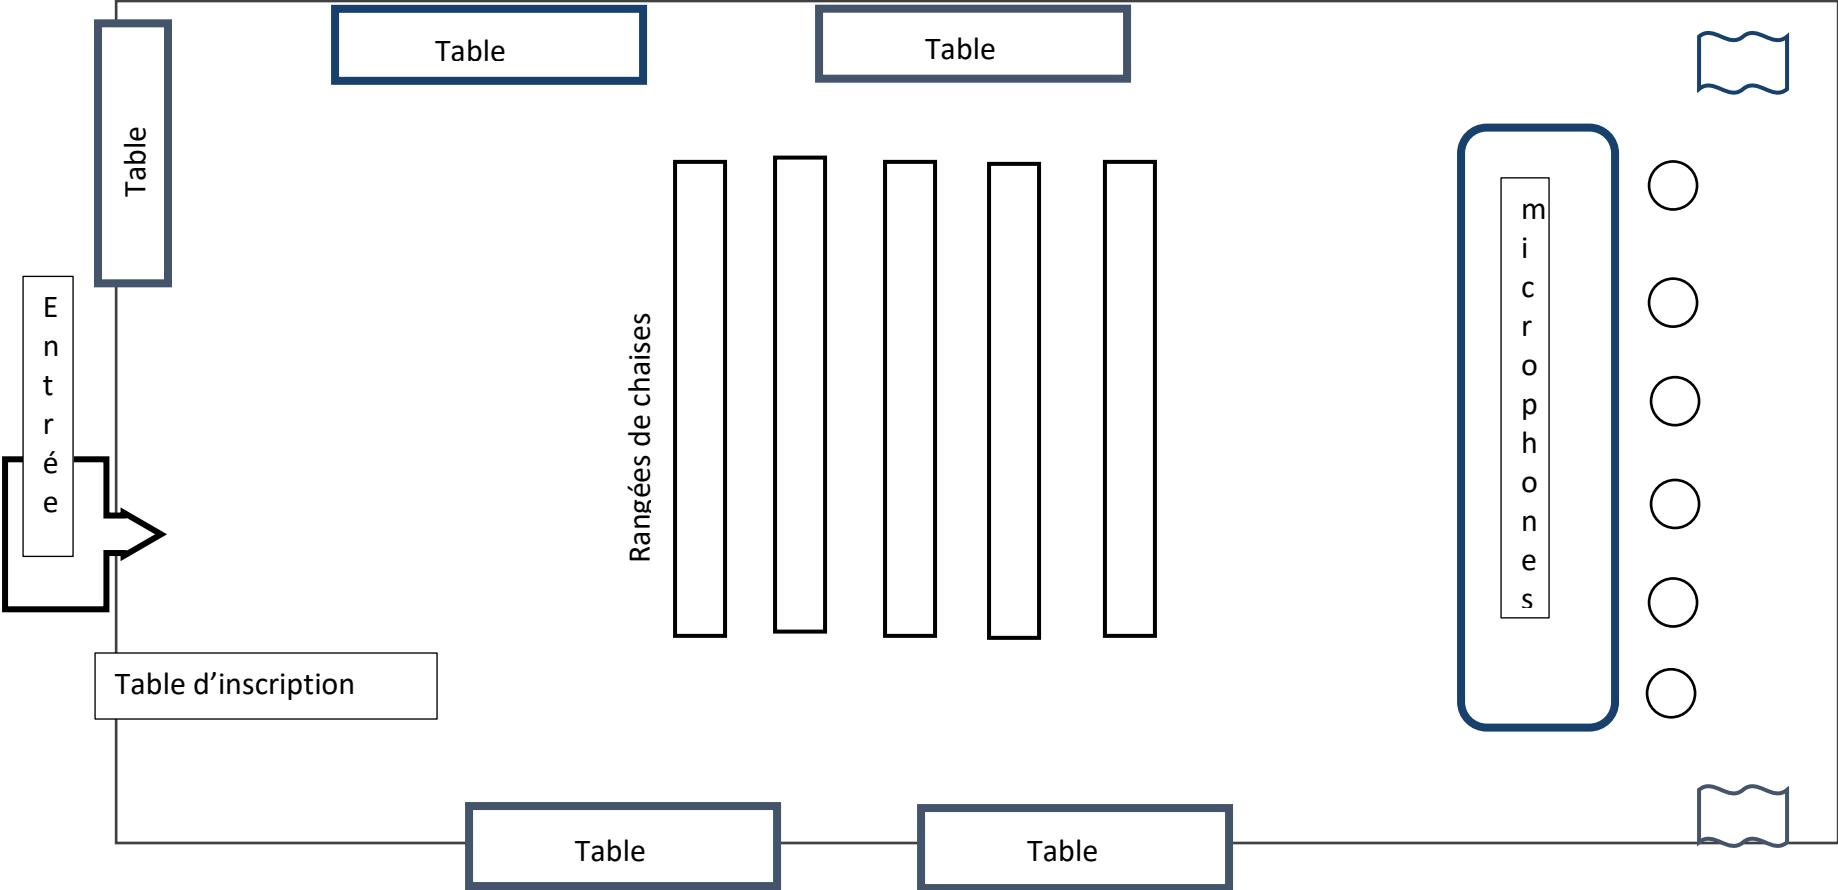 Table
Table
Table
Entrée
Rangées de chaises
microphones
Table d’inscription
Table
Table